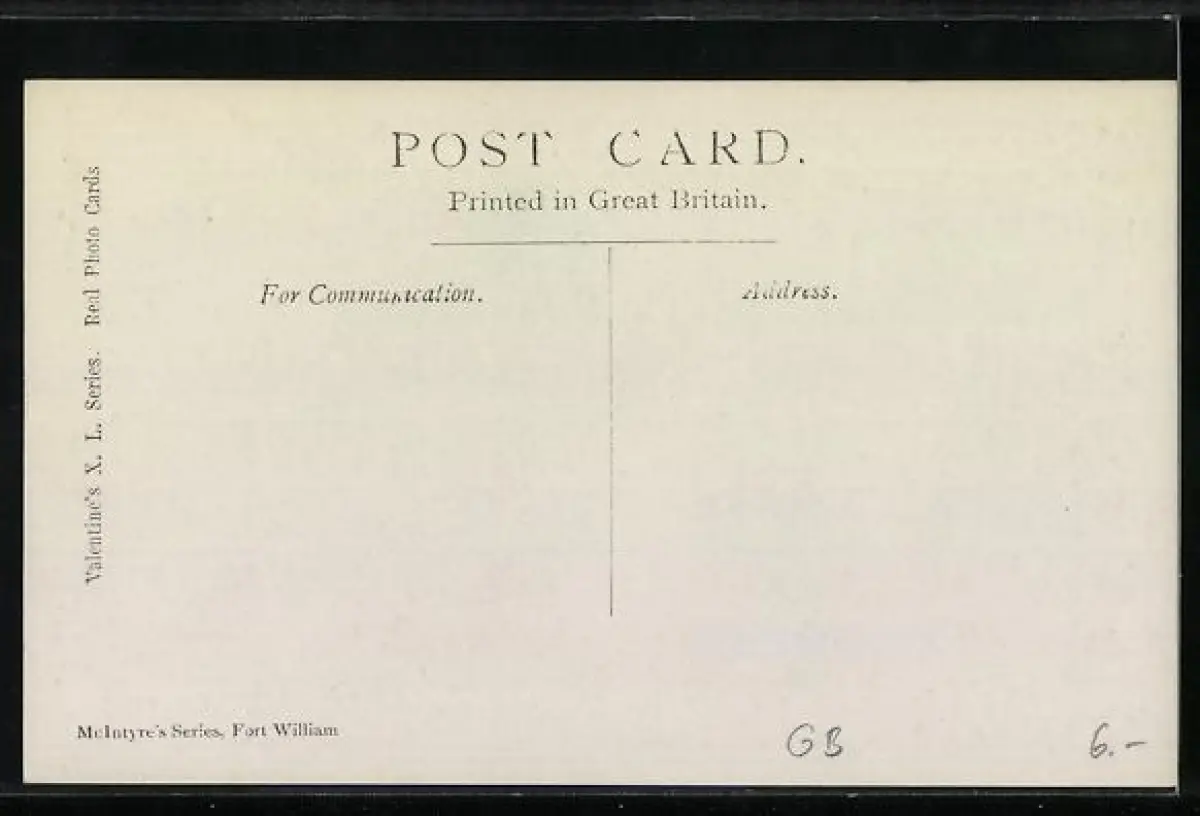 POST CARD.
Printed in Great Britain.
For Communication.
Address.
Valentine's X. L. Series. Real Photo Cards
McIntyre's Series, Fort William
GB
6.-